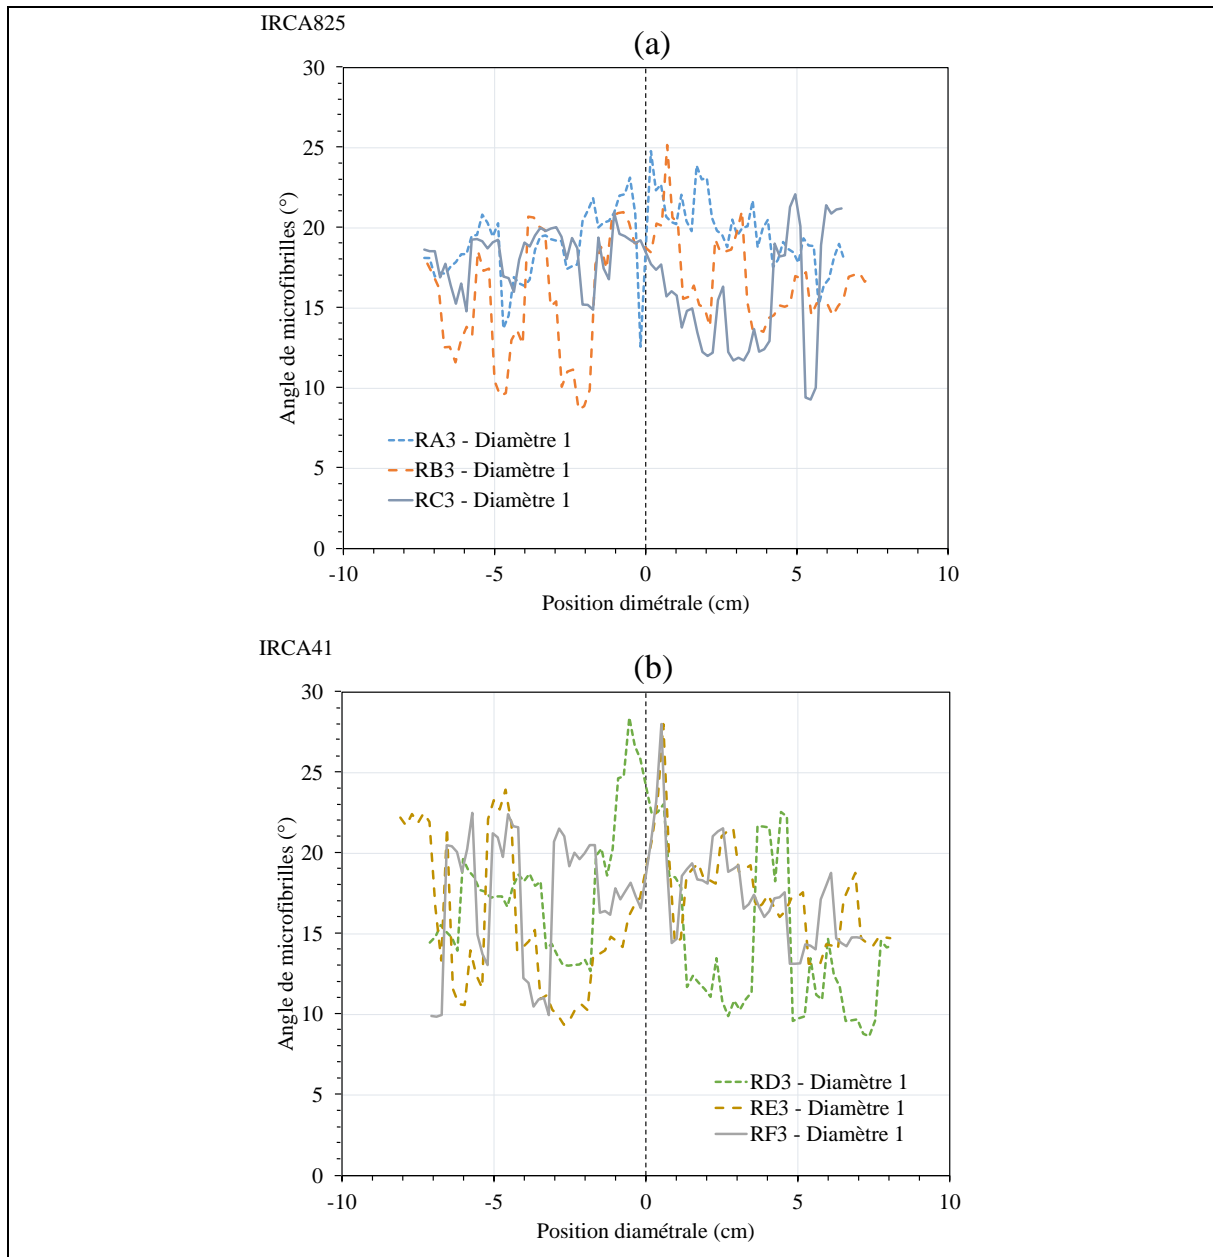 IRCA825
(a)
30
25
20
15
10
5
0
Angle de microfibrilles (°)
RA3 - Diamètre 1
RB3 - Diamètre 1
RC3 - Diamètre 1
-10
-5
0
5
10
Position dimétrale (cm)
IRCA41
(b)
30
25
20
15
10
5
0
Angle de microfibrilles (°)
RD3 - Diamètre 1
RE3 - Diamètre 1
RF3 - Diamètre 1
-10
-5
0
5
10
Position diamétrale (cm)